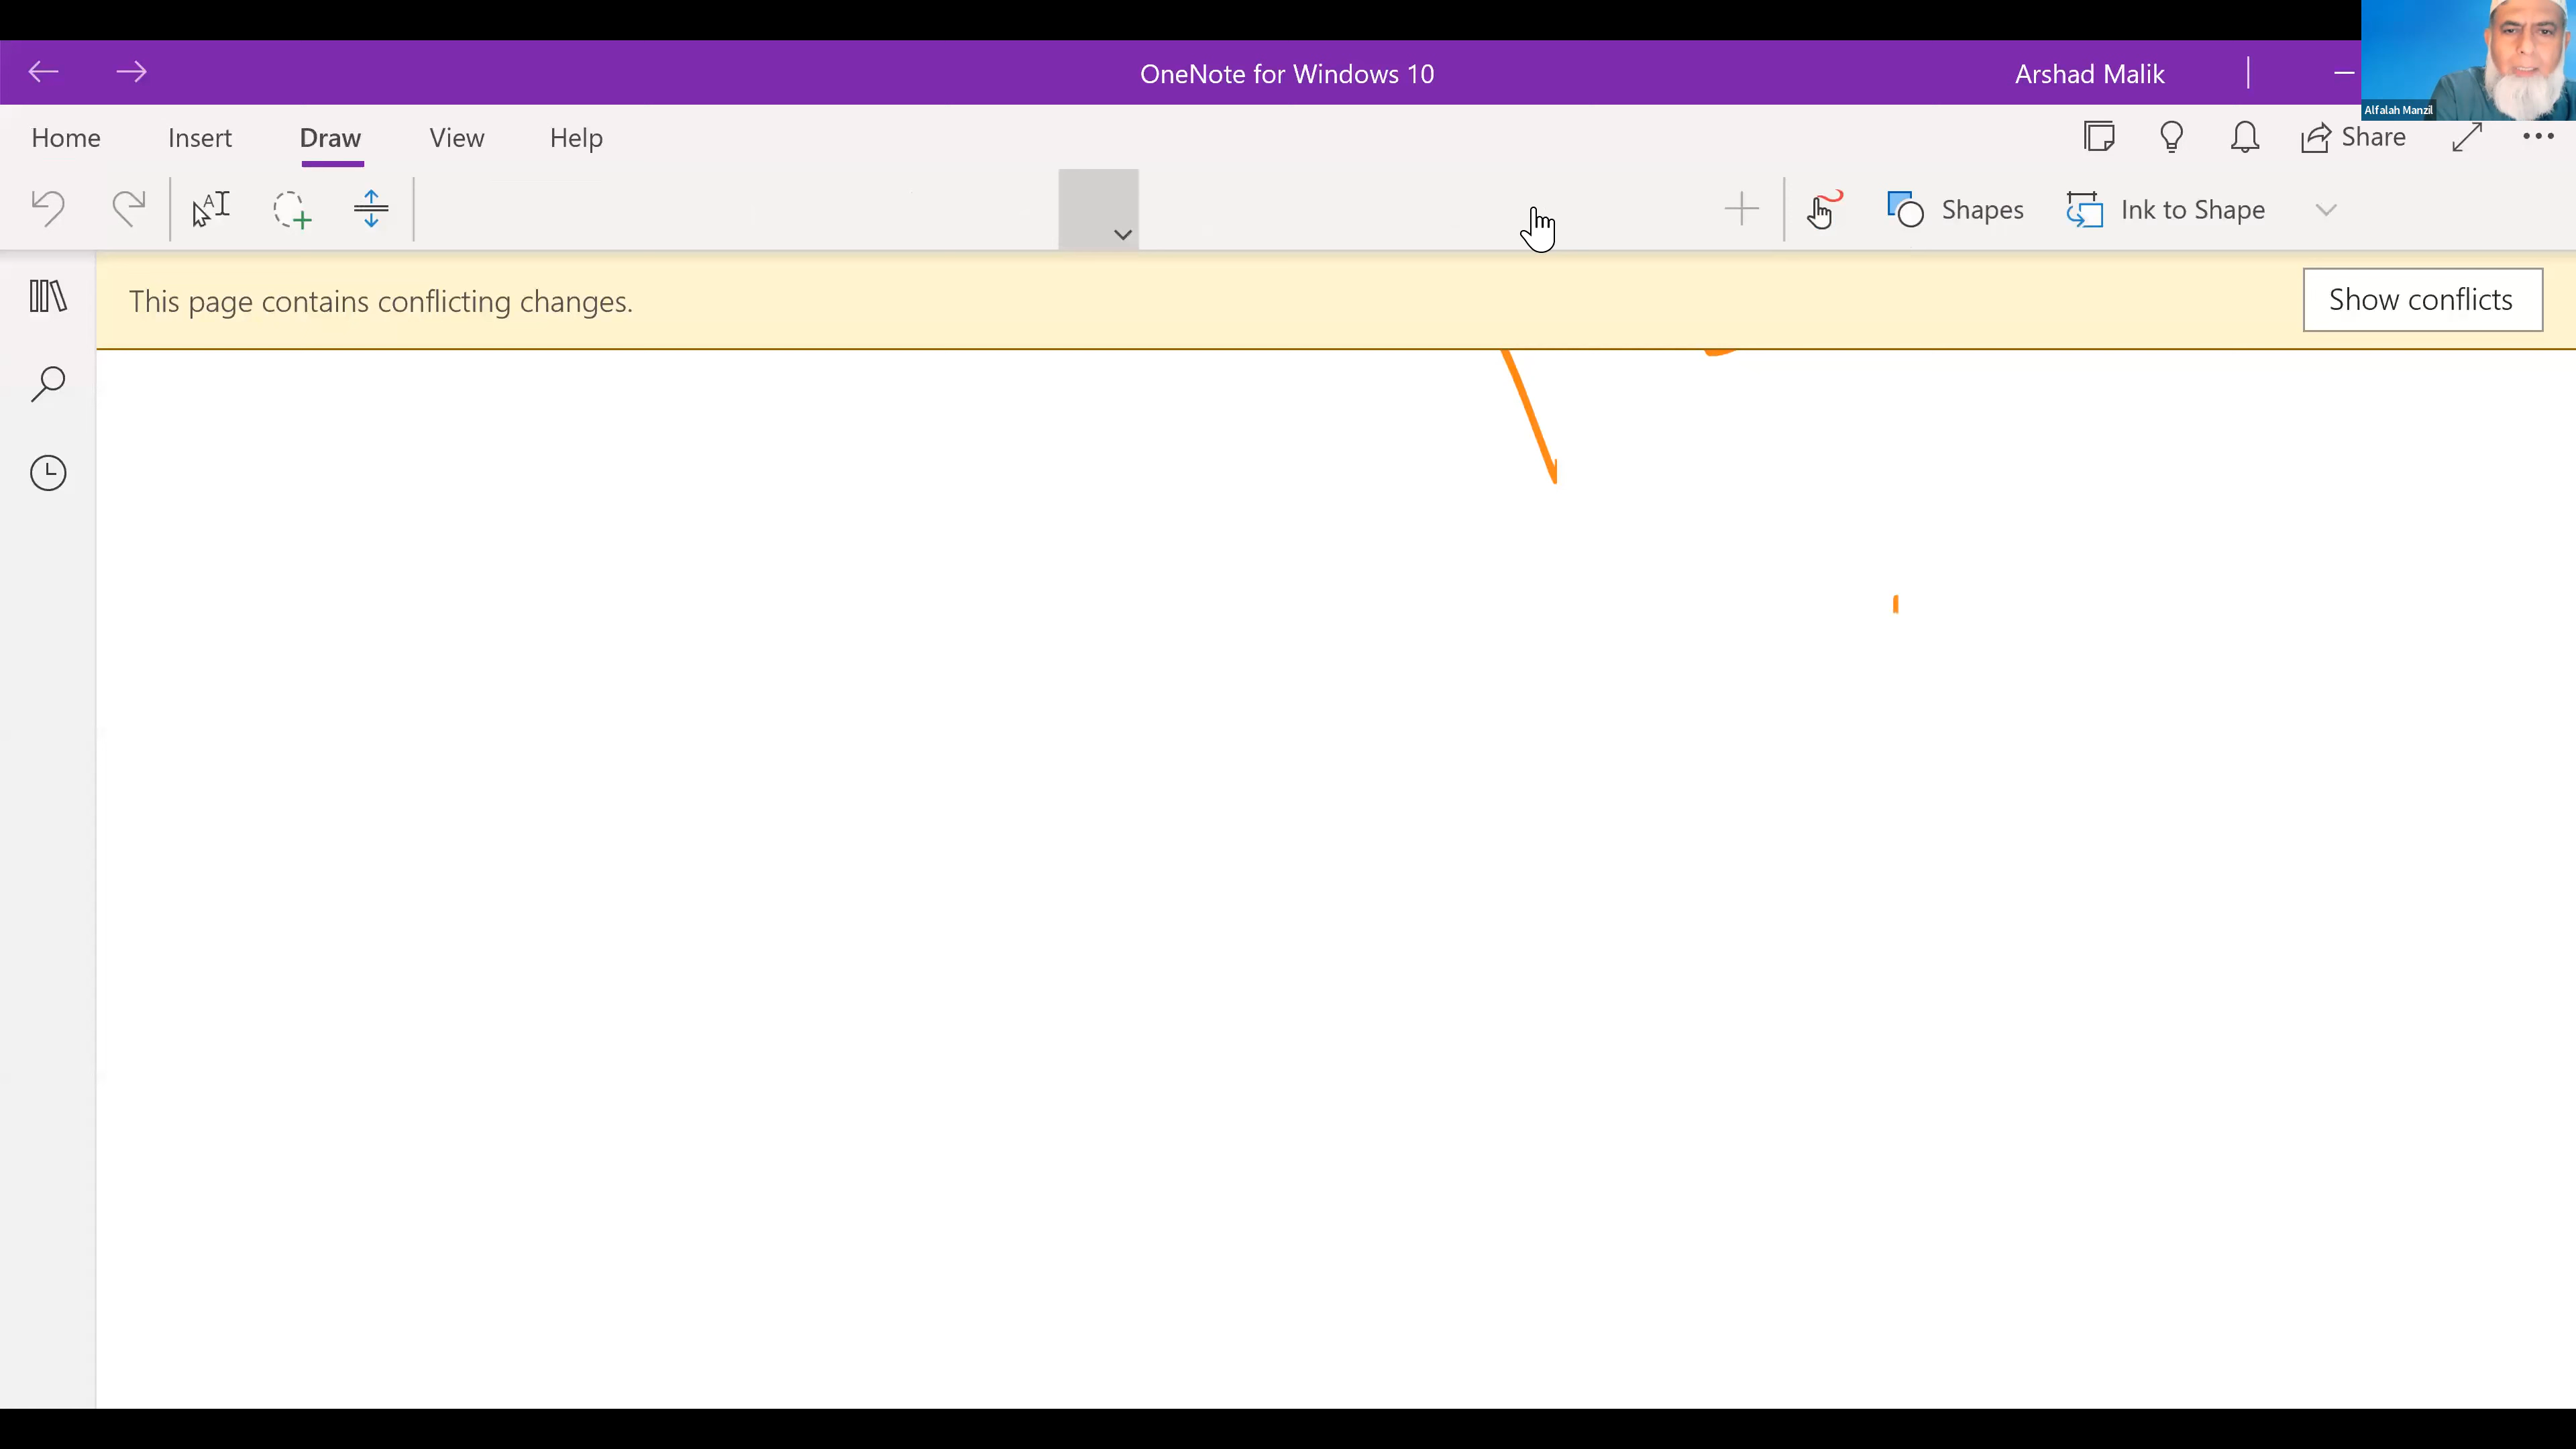 OneNote for Windows 10
Arshad Malik
Alfalah Manzil
Home Insert Draw View Help
Share
Shapes
Ink to Shape
This page contains conflicting changes.
Show conflicts